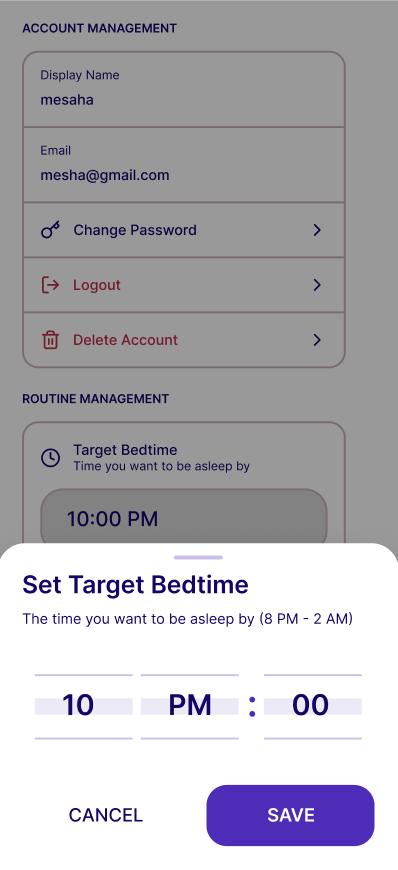 ACCOUNT MANAGEMENT
Display Name
mesaha
Email
mesha@gmail.com
Change Password
Logout
Delete Account
ROUTINE MANAGEMENT
Target Bedtime
Time you want to be asleep by
10:00 PM
Set Target Bedtime
The time you want to be asleep by (8 PM - 2 AM)
10 PM : 00
CANCEL SAVE